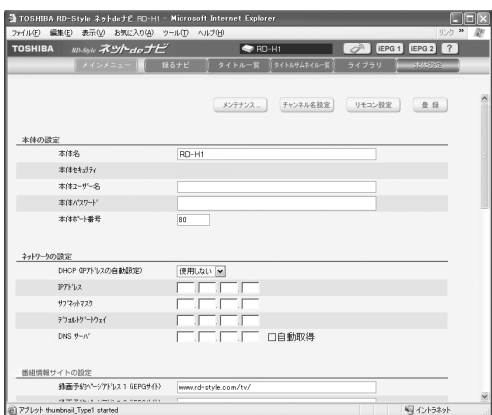 TOSHIBA RD-Style ネットdeナビ RD-H1 - Microsoft Internet Explorer
ファイル(F) 編集(E) 表示(V) お気に入り(A) ツール(T) ヘルプ(H) リンク »
TOSHIBA RD-Style ネットdeナビ RD-H1 iEPG 1 iEPG 2 ?
メインメニュー 録るナビ タイトル一覧 タイトルサムネイル一覧 ライブラリ 本体設定
メンテナンス... チャンネル名設定 リモコン設定 登 録
本体の設定
本体名 RD-H1
本体セキュリティ
本体ユーザー名
本体パスワード
本体ポート番号 80
ネットワークの設定
DHCP (IPアドレスの自動設定) 使用しない
IPアドレス
サブネットマスク
デフォルトゲートウェイ
DNS サーバ 自動取得
番組情報サイトの設定
録画予約ページアドレス 1 (iEPGサイト) www.rd-style.com/tv/
アプレット thumbnail_Type1 started イントラネット